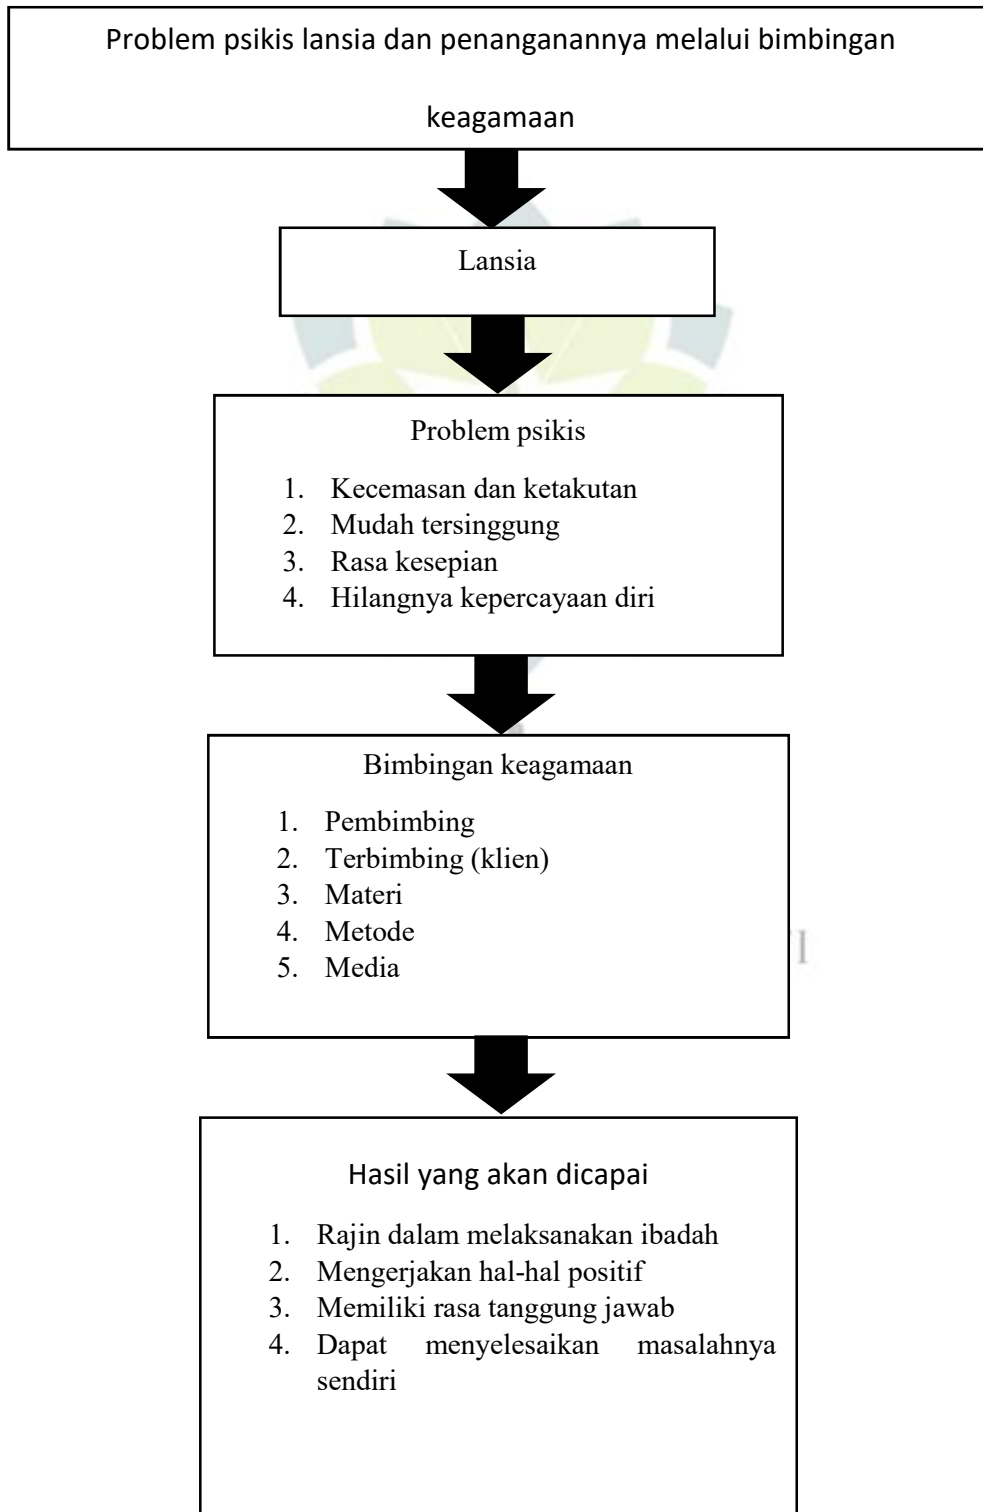 Problem psikis lansia dan penanganannya melalui bimbingan
keagamaan
Lansia
Problem psikis
1. Kecemasan dan ketakutan
2. Mudah tersinggung
3. Rasa kesepian
4. Hilangnya kepercayaan diri
Bimbingan keagamaan
1. Pembimbing
2. Terbimbing (klien)
3. Materi
4. Metode
5. Media
Hasil yang akan dicapai
1. Rajin dalam melaksanakan ibadah
2. Mengerjakan hal-hal positif
3. Memiliki rasa tanggung jawab
4. Dapat menyelesaikan masalahnya
sendiri